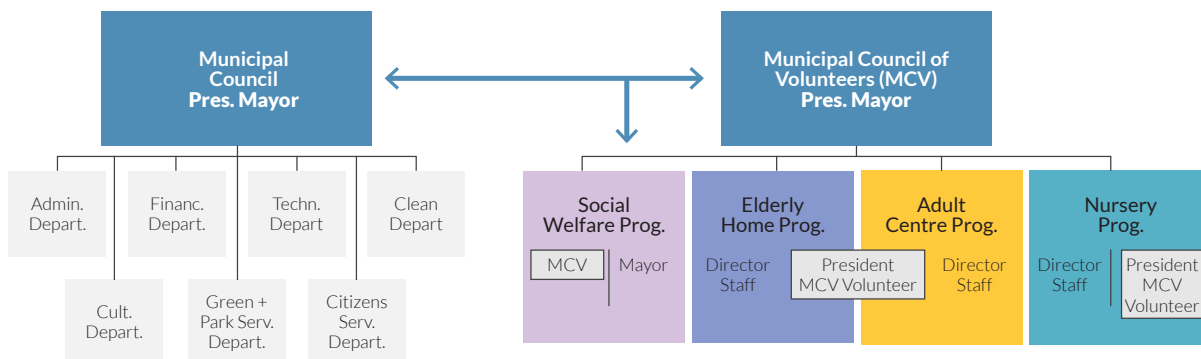 Municipal
Council
Pres. Mayor
Municipal Council of
Volunteers (MCV)
Pres. Mayor
Admin.
Depart.
Financ.
Depart.
Techn.
Depart
Clean
Depart
Cult.
Depart.
Green +
Park Serv.
Depart.
Citizens
Serv.
Depart.
Social
Welfare Prog.
MCV
Mayor
Elderly
Home Prog.
Director
Staff
President
MCV Volunteer
Adult
Centre Prog.
Director
Staff
Nursery
Prog.
Director
Staff
President
MCV
Volunteer